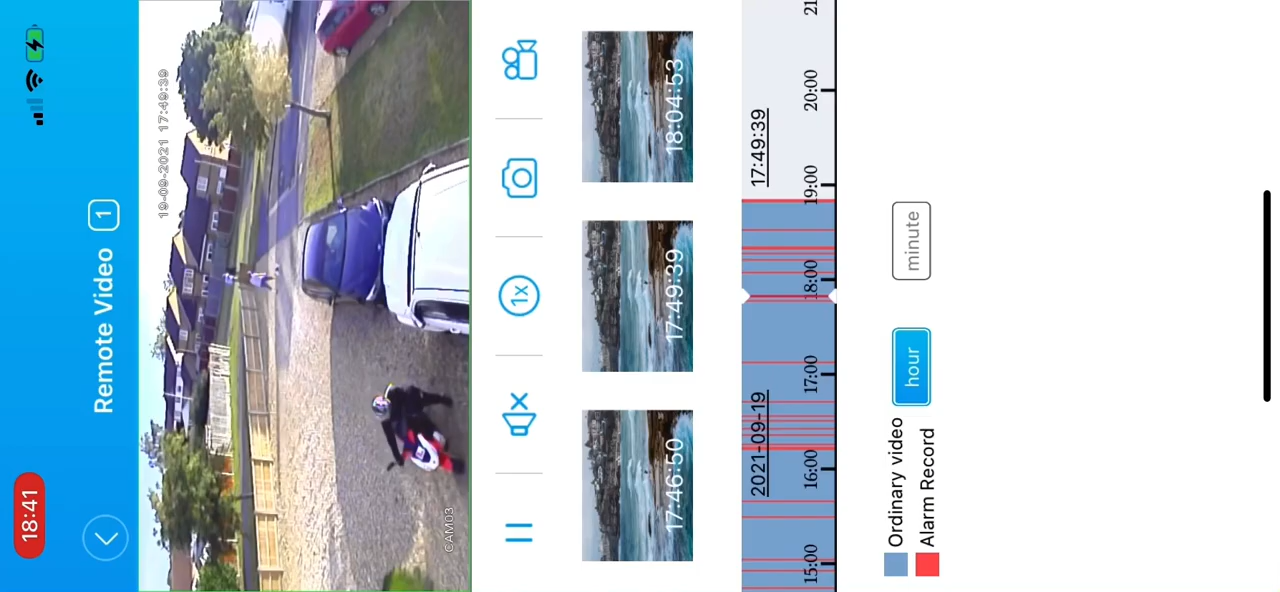 18:41
Remote Video 1
19-09-2021 17:49:39
CAM03
1x
17:46:50
17:49:39
18:04:53
2021-09-19
17:49:39
15:00
16:00
17:00
18:00
19:00
20:00
21
Ordinary video
Alarm Record
hour
minute